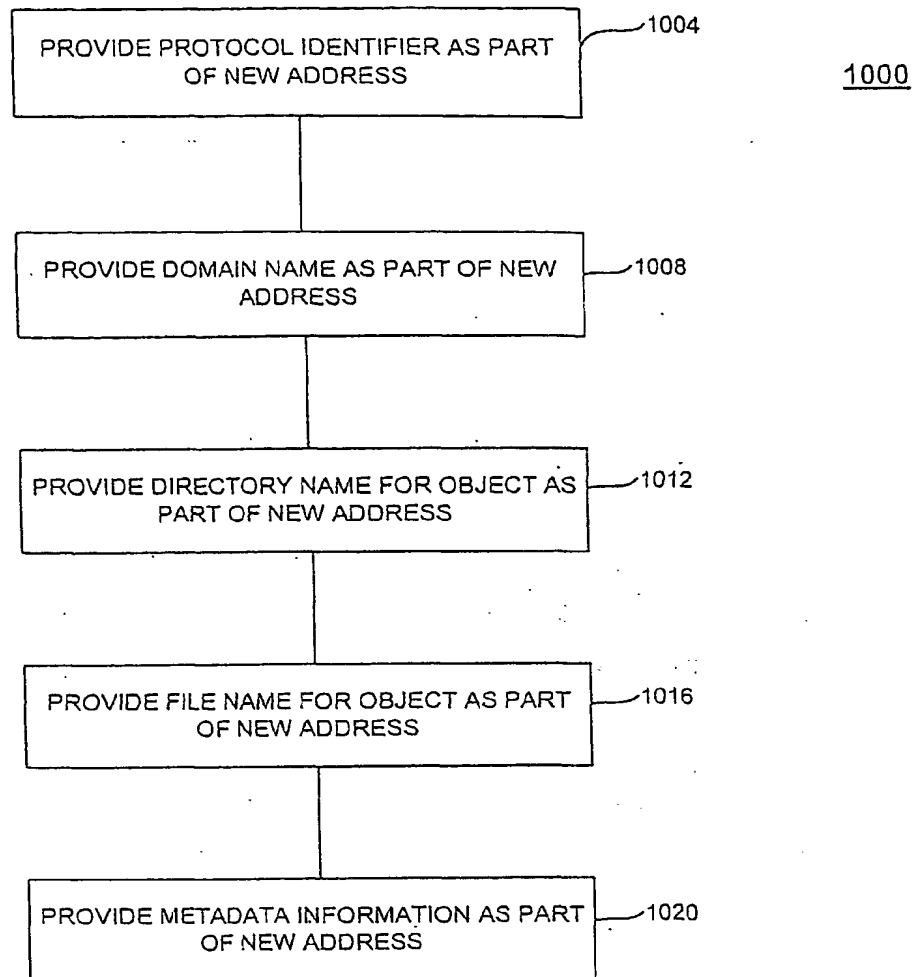 PROVIDE PROTOCOL IDENTIFIER AS PART
OF NEW ADDRESS
1004
1000
PROVIDE DOMAIN NAME AS PART OF NEW
ADDRESS
1008
PROVIDE DIRECTORY NAME FOR OBJECT AS
PART OF NEW ADDRESS
1012
PROVIDE FILE NAME FOR OBJECT AS PART
OF NEW ADDRESS
1016
PROVIDE METADATA INFORMATION AS PART
OF NEW ADDRESS
1020